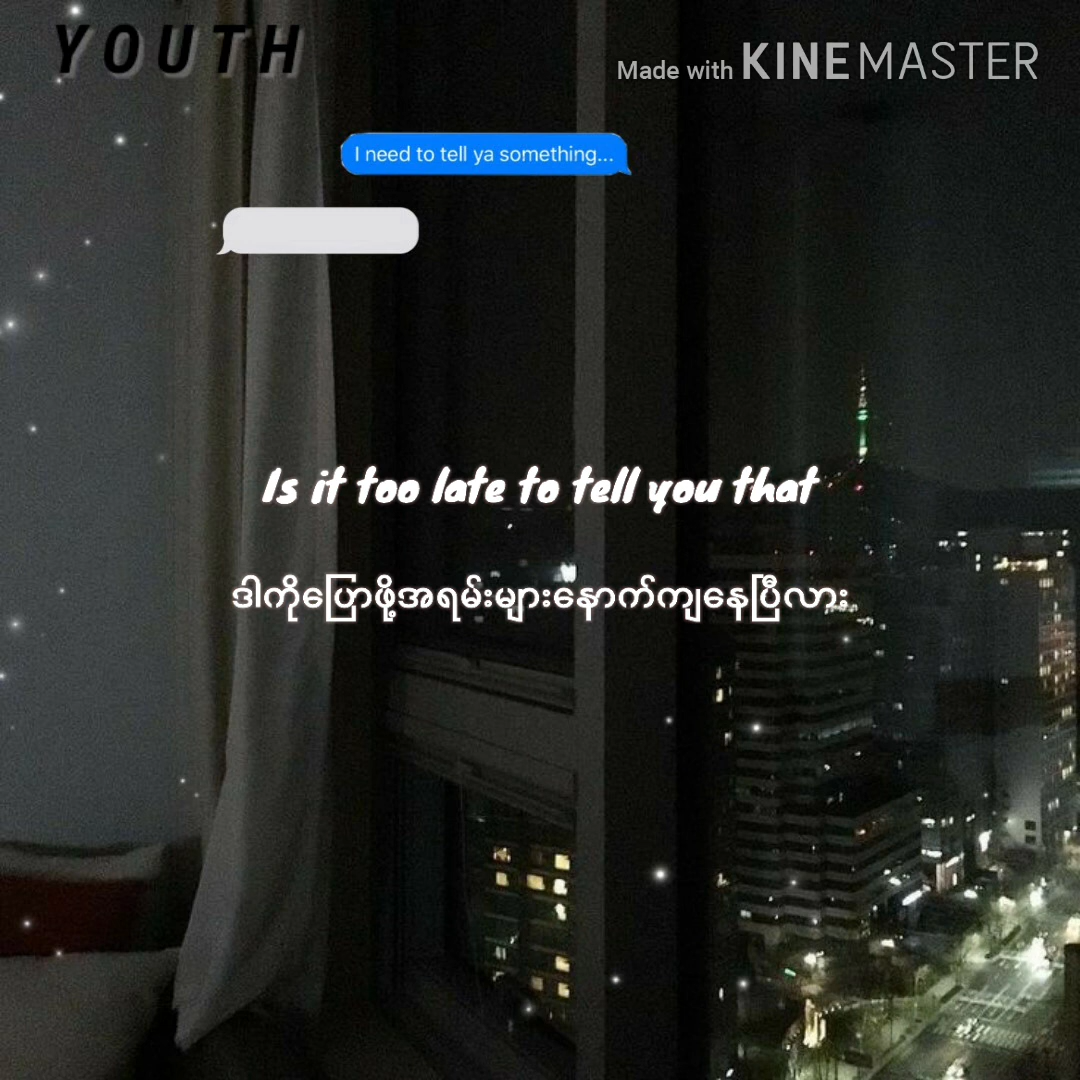 YOUTH
Made with KINEMASTER
I need to tell ya something...
Is it too late to tell you that
ဒါကိုပြောဖို့အရမ်းများနောက်ကျနေပြီလား